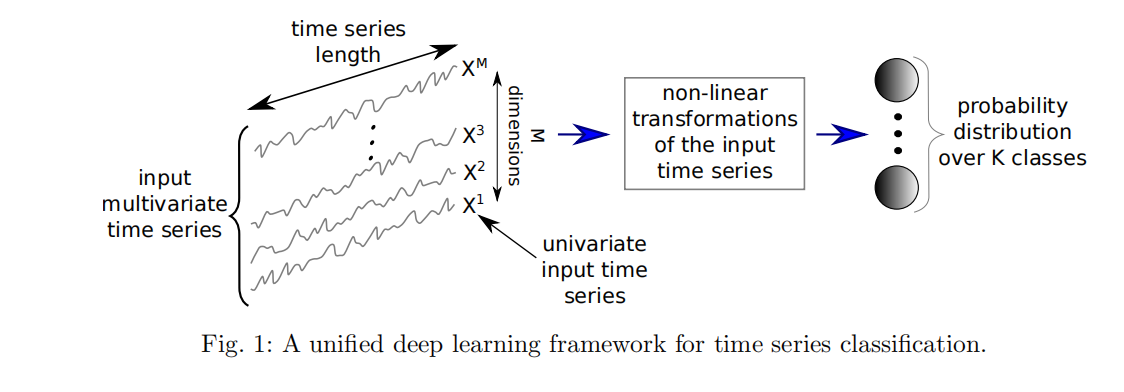 time series
length
X^M
X^3
X^2
X^1
M
dimensions
input
multivariate
time series
univariate
input time
series
non-linear
transformations
of the input
time series
probability
distribution
over K classes
Fig. 1: A unified deep learning framework for time series classification.